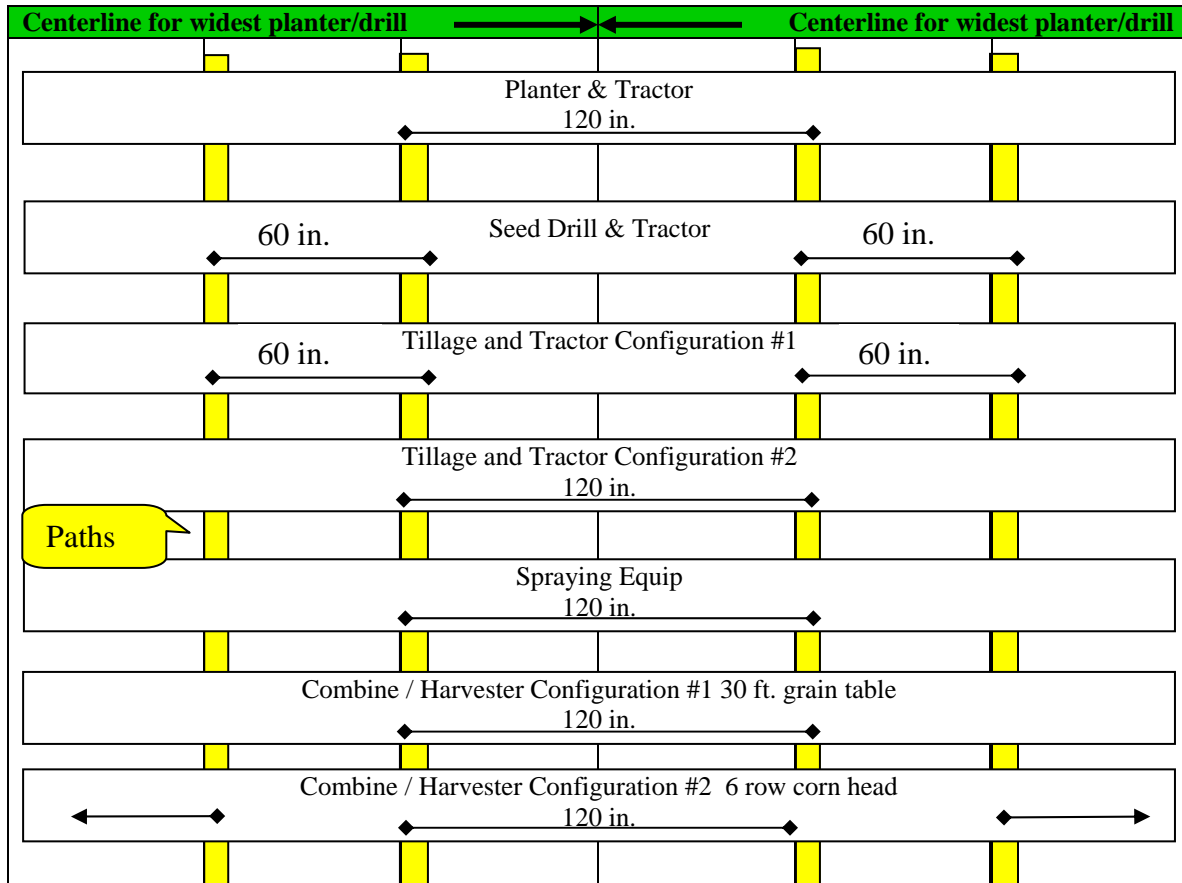 Centerline for widest planter/drill Centerline for widest planter/drill
Planter & Tractor
120 in.
Seed Drill & Tractor
60 in. 60 in.
Tillage and Tractor Configuration #1
60 in. 60 in.
Tillage and Tractor Configuration #2
120 in.
Paths
Spraying Equip
120 in.
Combine / Harvester Configuration #1 30 ft. grain table
120 in.
Combine / Harvester Configuration #2 6 row corn head
120 in.